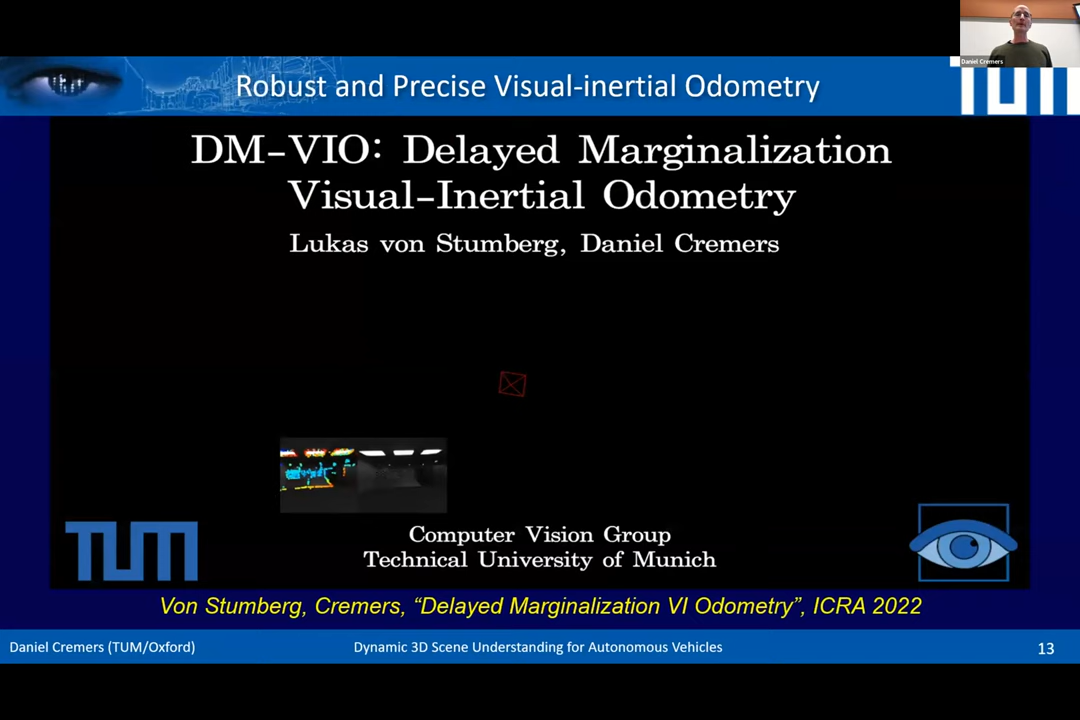 Robust and Precise Visual-inertial Odometry
Daniel Cremers
TUM
DM-VIO: Delayed Marginalization
Visual-Inertial Odometry
Lukas von Stumberg, Daniel Cremers
TUM
Computer Vision Group
Technical University of Munich
Von Stumberg, Cremers, “Delayed Marginalization VI Odometry”, ICRA 2022
Daniel Cremers (TUM/Oxford)
Dynamic 3D Scene Understanding for Autonomous Vehicles
13